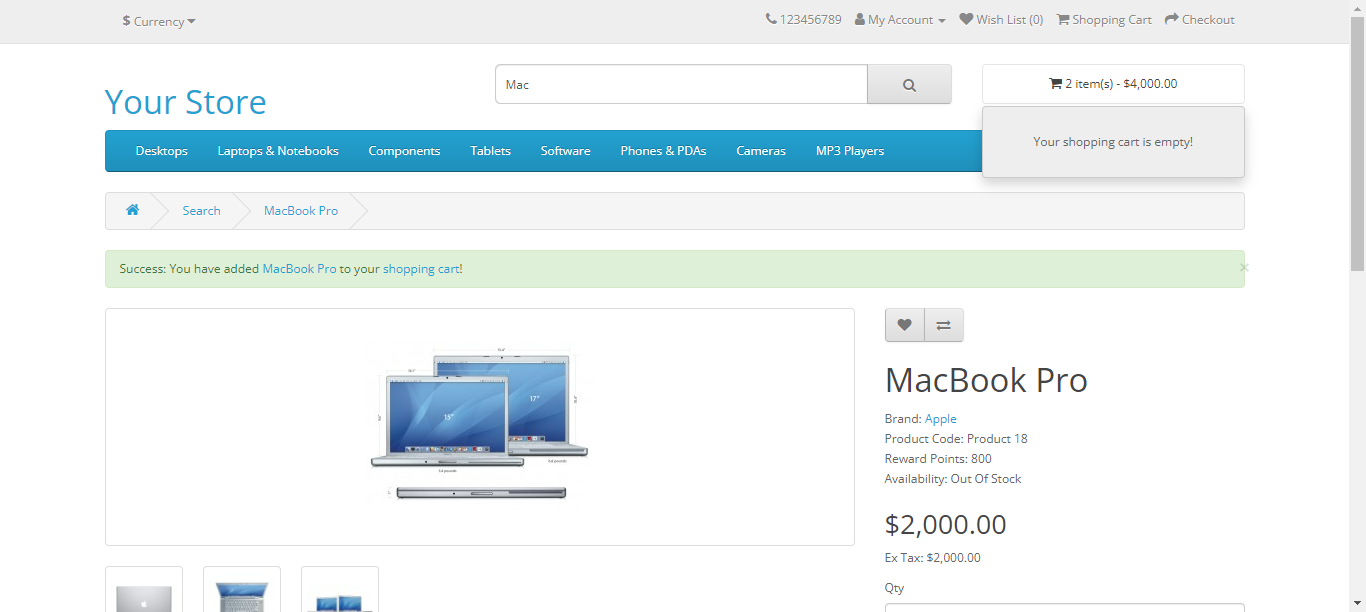 $ Currency
123456789 My Account Wish List (0) Shopping Cart Checkout
Your Store
Mac
2 item(s) - $4,000.00
Your shopping cart is empty!
Desktops Laptops & Notebooks Components Tablets Software Phones & PDAs Cameras MP3 Players
Search MacBook Pro
Success: You have added MacBook Pro to your shopping cart!
×
15"
17"
MacBook Pro
Brand: Apple
Product Code: Product 18
Reward Points: 800
Availability: Out Of Stock
$2,000.00
Ex Tax: $2,000.00
Qty